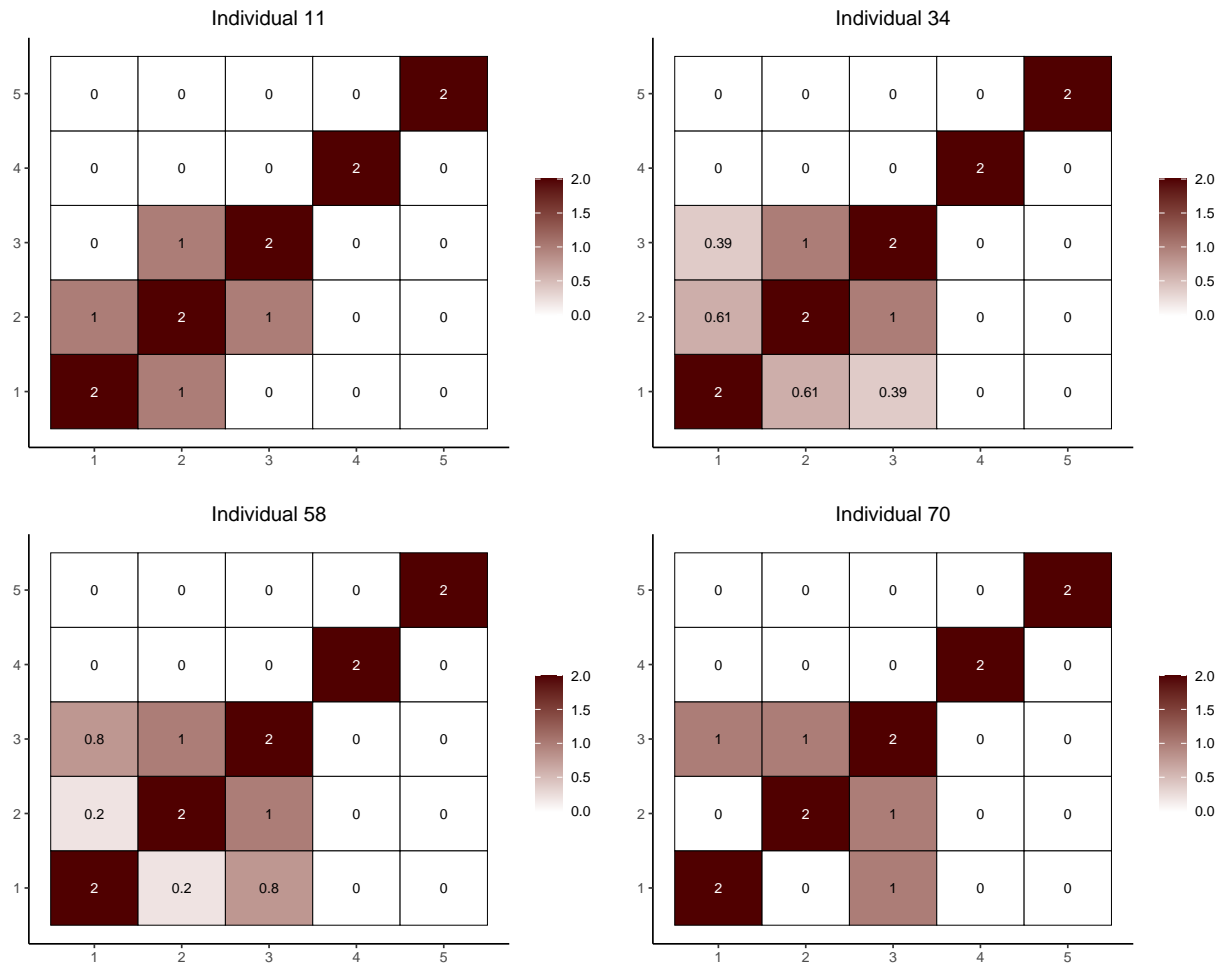 Individual 11
5 0 0 0 0 2
4 0 0 0 2 0
3 0 1 2 0 0
2 1 2 1 0 0
1 2 1 0 0 0
1 2 3 4 5
2.0
1.5
1.0
0.5
0.0
Individual 34
0 0 0 0 2
0 0 0 2 0
0.39 1 2 0 0
0.61 2 1 0 0
2 0.61 0.39 0 0
1 2 3 4 5
2.0
1.5
1.0
0.5
0.0
Individual 58
5 0 0 0 0 2
4 0 0 0 2 0
3 0.8 1 2 0 0
2 0.2 2 1 0 0
1 2 0.2 0.8 0 0
1 2 3 4 5
2.0
1.5
1.0
0.5
0.0
Individual 70
5 0 0 0 0 2
4 0 0 0 2 0
3 1 1 2 0 0
2 0 2 1 0 0
1 2 0 1 0 0
1 2 3 4 5
2.0
1.5
1.0
0.5
0.0